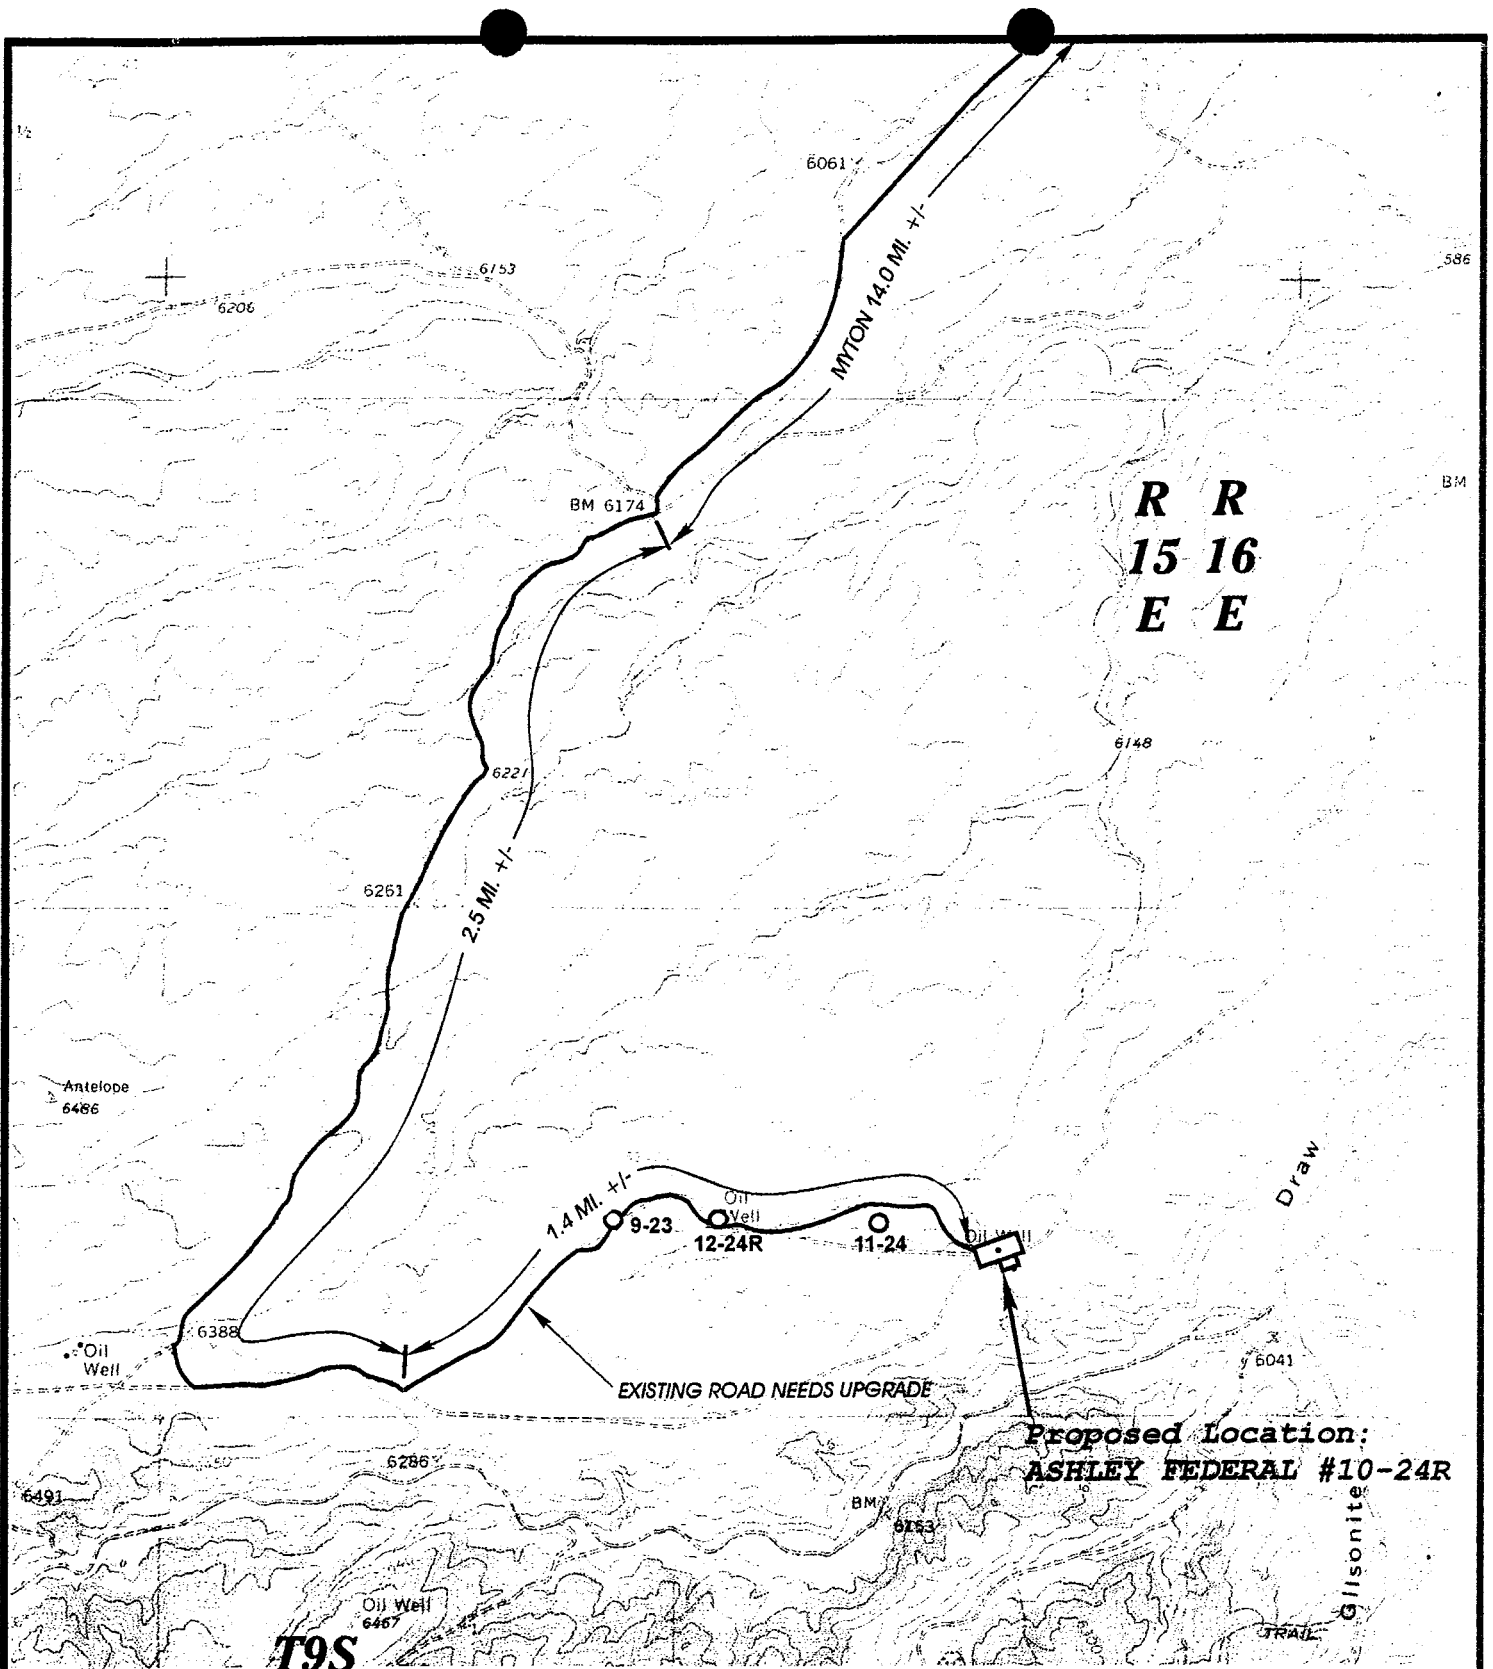 1/2
6061
MYTON 14.0 MI. +/-
6153
6206
586
BM 6174
BM
R R
15 16
E E
6148
6221
6261
2.5 MI. +/-
Antelope
6486
Draw
1.4 MI. +/-
Oil
Well
9-23
12-24R
11-24
Oil Well
6388
Oil
Well
6041
EXISTING ROAD NEEDS UPGRADE
Proposed Location:
ASHLEY FEDERAL #10-24R
6286
6491
BM
6153
Gilsonite
Oil Well
6467
TRAIL
T9S